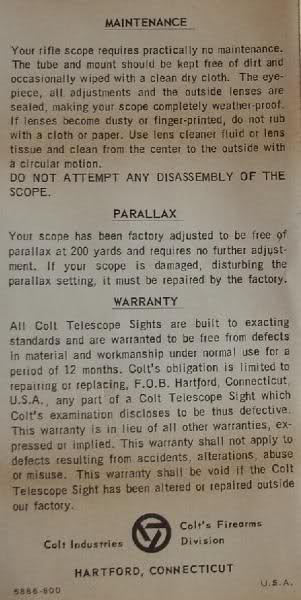 MAINTENANCE
Your rifle scope requires practically no maintenance.
The tube and mount should be kept free of dirt and
occasionally wiped with a clean dry cloth. The eye-
piece, all adjustments and the outside lenses are
sealed, making your scope completely weather-proof.
If lenses become dusty or finger-printed, do not rub
with a cloth or paper. Use lens cleaner fluid or lens
tissue and clean from the center to the outside with
a circular motion.
DO NOT ATTEMPT ANY DISASSEMBLY OF THE
SCOPE.
PARALLAX
Your scope has been factory adjusted to be free of
parallax at 200 yards and requires no further adjust-
ment. If your scope is damaged, disturbing the
parallax setting, it must be repaired by the factory.
WARRANTY
All Colt Telescope Sights are built to exacting
standards and are warranted to be free from defects
in material and workmanship under normal use for a
period of 12 months. Colt's obligation is limited to
repairing or replacing, F.O.B. Hartford, Connecticut,
U.S.A., any part of a Colt Telescope Sight which
Colt's examination discloses to be thus defective.
This warranty is in lieu of all other warranties, ex-
pressed or implied. This warranty shall not apply to
defects resulting from accidents, alterations, abuse
or misuse. This warranty shall be void if the Colt
Telescope Sight has been altered or repaired outside
our factory.
Colt Industries
Colt's Firearms
Division
HARTFORD, CONNECTICUT
5886-800
U.S.A.